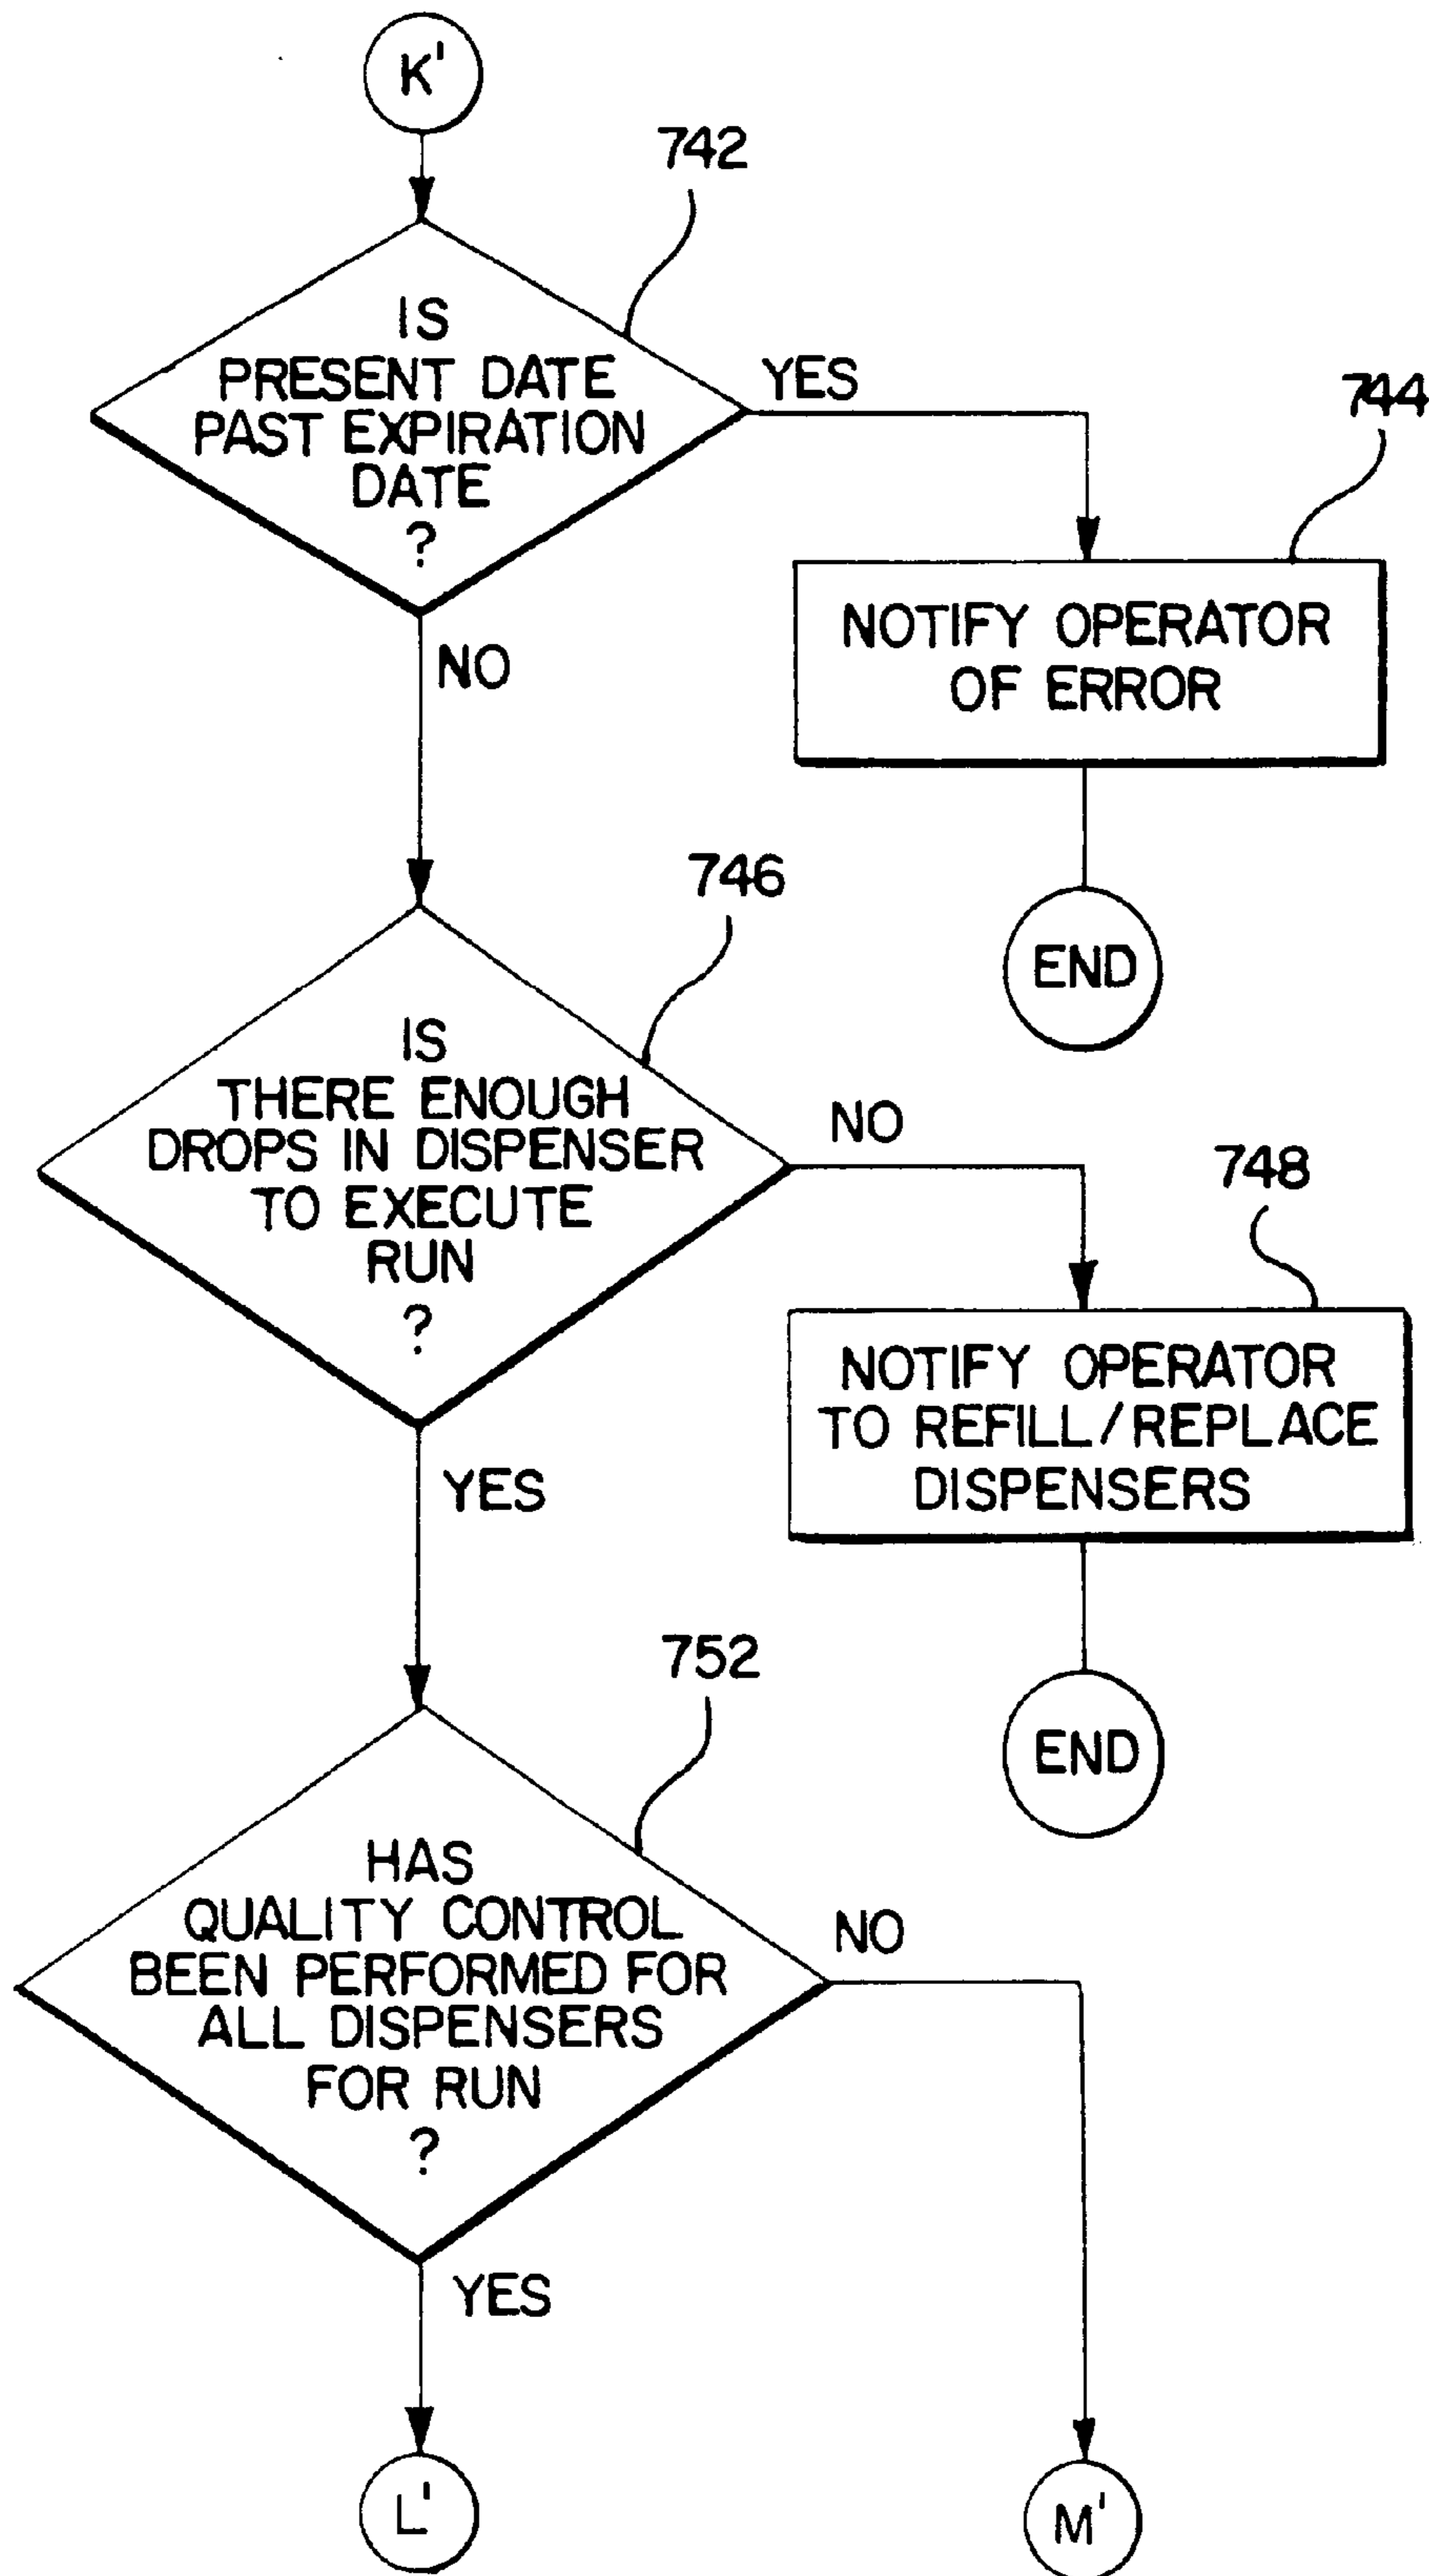 K'
742
IS
PRESENT DATE
PAST EXPIRATION
DATE
?
YES
744
NOTIFY OPERATOR
OF ERROR
END
NO
746
IS
THERE ENOUGH
DROPS IN DISPENSER
TO EXECUTE
RUN
?
NO
748
NOTIFY OPERATOR
TO REFILL/REPLACE
DISPENSERS
END
YES
752
HAS
QUALITY CONTROL
BEEN PERFORMED FOR
ALL DISPENSERS
FOR RUN
?
NO
YES
L'
M'